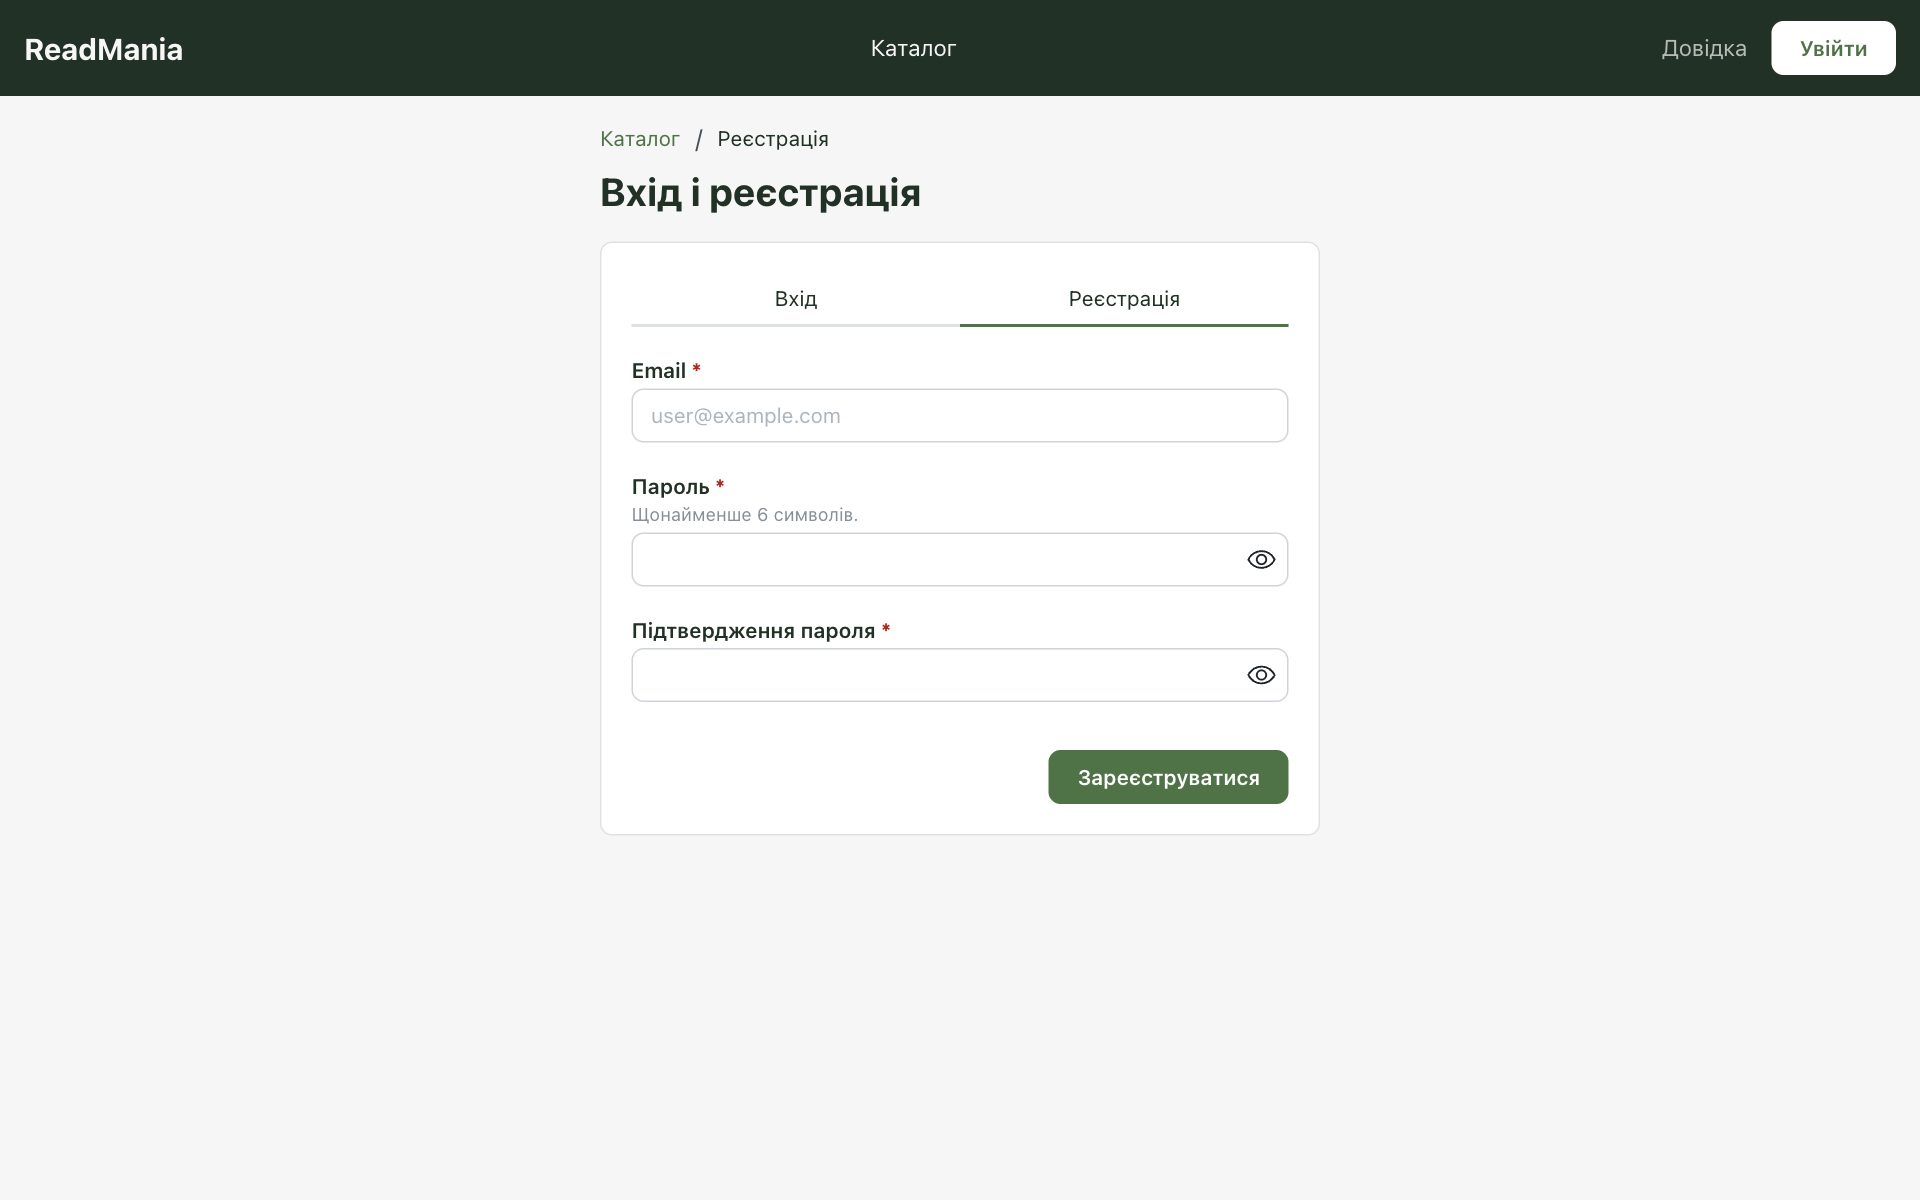 ReadMania
Каталог
Довідка
Увійти
Каталог / Реєстрація
Вхід і реєстрація
Вхід
Реєстрація
Email *
user@example.com
Пароль *
Щонайменше 6 символів.
Підтвердження пароля *
Зареєструватися